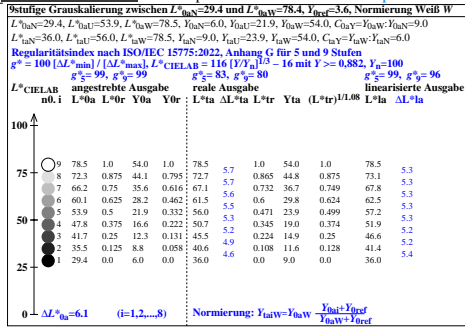 9stufige Grauserien zwischen L*0aN=29.4 und L*0aW=78.4, Y0ref=3.6, Normierung Weiß W
L*0aN=29.4, L*0aU=53.9, L*0aW=78.5, Y0aN=6.0, Y0aU=21.9, Y0aW=54.0, C0aY=Y0aW:Y0aN=9.0
L*taN=36.0, L*taU=56.0, L*taW=78.5, YtaN=9.0, YtaU=23.9, YtaW=54.0, CtaY=YtaW:YtaN=6.0
Regularitätsindex nach ISO/IEC 15775:2022, Anhang G für 5 und 9 Stufen
g* = 100 [ΔL*min] / [ΔL*max], L*CIELAB = 116 [Y/Yn]1/3 – 16 mit Y >= 0,882, Yn=100
g*5= 99, g*9= 99 g*5= 83, g*9= 80 g*5= 99, g*9= 96
L*CIELAB angestrebte Ausgabe reale Ausgabe linearisierte Ausgabe
n0. i L*0a L*0r Y0a Y0r L*ta ΔL*ta L*tr Yta (L*tr)1/1.08 L*la ΔL*la
100
9 78.5 1.0 54.0 1.0 78.5 1.0 54.0 1.0 78.5
5.7 5.3
8 72.3 0.875 44.1 0.795 72.7 0.865 44.8 0.875 73.1
75
5.7 5.3
7 66.2 0.75 35.6 0.616 67.1 0.732 36.7 0.749 67.8
5.6 5.3
6 60.1 0.625 28.2 0.462 61.5 0.6 29.8 0.624 62.5
5.5 5.3
5 53.9 0.5 21.9 0.332 56.0 0.471 23.9 0.499 57.2
50
5.3 5.3
4 47.8 0.375 16.6 0.222 50.7 0.345 19.0 0.374 51.9
5.2 5.3
3 41.7 0.25 12.3 0.131 45.5 0.224 14.9 0.25 46.6
4.9 5.2
2 35.5 0.125 8.8 0.058 40.6 0.108 11.6 0.128 41.4
4.6 5.4
1 29.4 0.0 6.0 0.0 36.0 0.0 9.0 0.0 36.0
25
0 ΔL*0a=6.1 (i=1,2,...,8) Normierung: YtaiW=Y0aW Y0ai+Y0ref
Y0aW+Y0ref